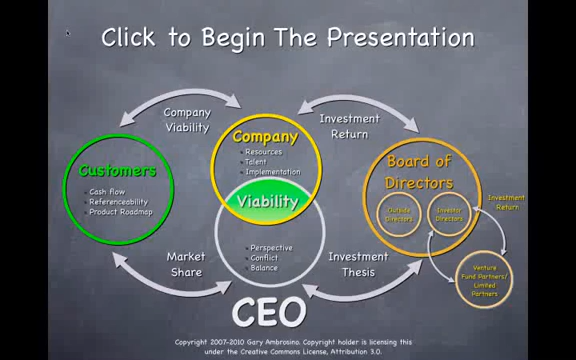 Click to Begin The Presentation
Company
Viability
Investment
Return
Company
Resources
Talent
Implementation
Customers
Cash flow
Referenceability
Product Roadmap
Board of
Directors
Outside
Directors
Investor
Directors
Investment
Return
Viability
Market
Share
Perspective
Conflict
Balance
Investment
Thesis
Venture
Fund Partners/
Limited
Partners
CEO
Copyright 2007-2010 Gary Ambrosino. Copyright holder is licensing this
under the Creative Commons License, Attribution 3.0.